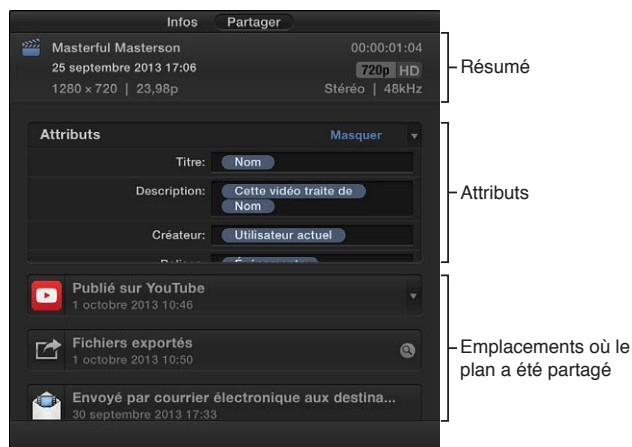 Infos Partager
Masterful Masterson 00:00:01:04
25 septembre 2013 17:06 720p HD
1280 × 720 | 23,98p Stéréo | 48kHz
Résumé
Attributs Masquer
Titre: Nom
Description: Cette vidéo traite de
Nom
Attributs
Créateur: Utilisateur actuel
Publié sur YouTube
1 octobre 2013 10:46
Fichiers exportés
1 octobre 2013 10:50
Emplacements où le
plan a été partagé
Envoyé par courrier électronique aux destina...
30 septembre 2013 17:33